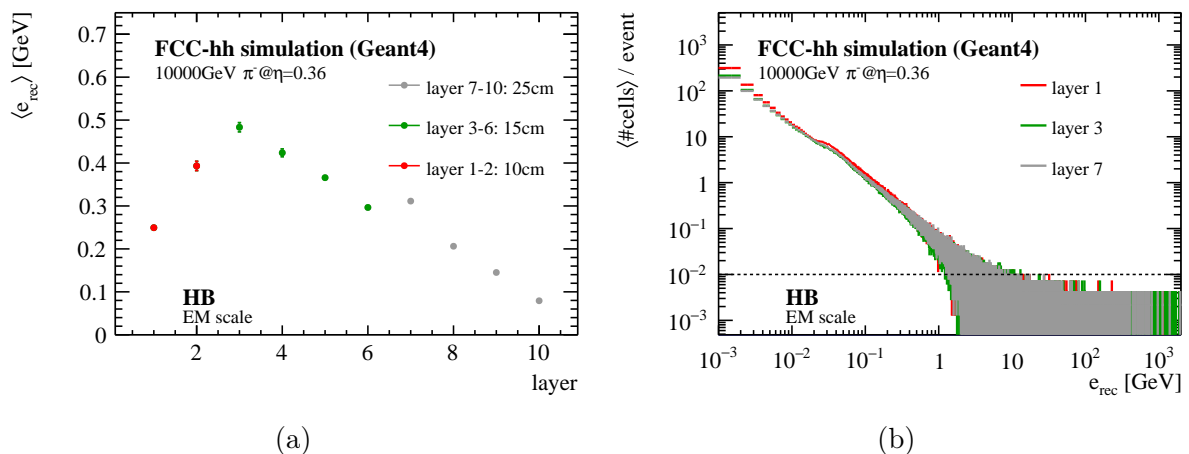 ⟨e_rec⟩ [GeV]
0.7
0.6
0.5
0.4
0.3
0.2
0.1
0
FCC-hh simulation (Geant4)
10000GeV π⁻@η=0.36
layer 7-10: 25cm
layer 3-6: 15cm
layer 1-2: 10cm
HB
EM scale
2 4 6 8 10
layer
(a)
⟨#cells⟩ / event
10³
10²
10
1
10⁻¹
10⁻²
10⁻³
FCC-hh simulation (Geant4)
10000GeV π⁻@η=0.36
layer 1
layer 3
layer 7
HB
EM scale
10⁻³ 10⁻² 10⁻¹ 1 10 10² 10³
e_rec [GeV]
(b)